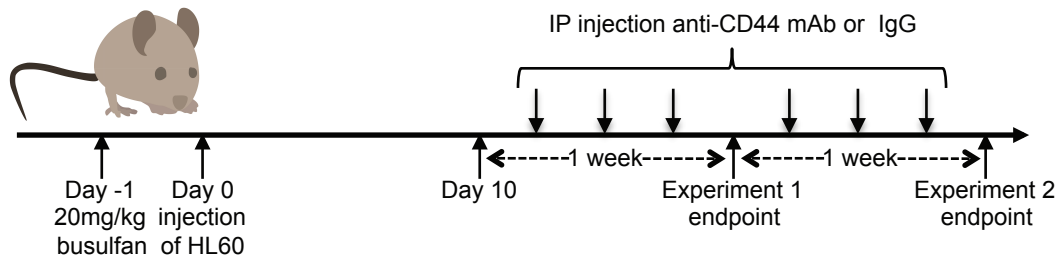 IP injection anti-CD44 mAb or IgG
1 week
1 week
Day -1
20mg/kg
busulfan
Day 0
injection
of HL60
Day 10
Experiment 1
endpoint
Experiment 2
endpoint